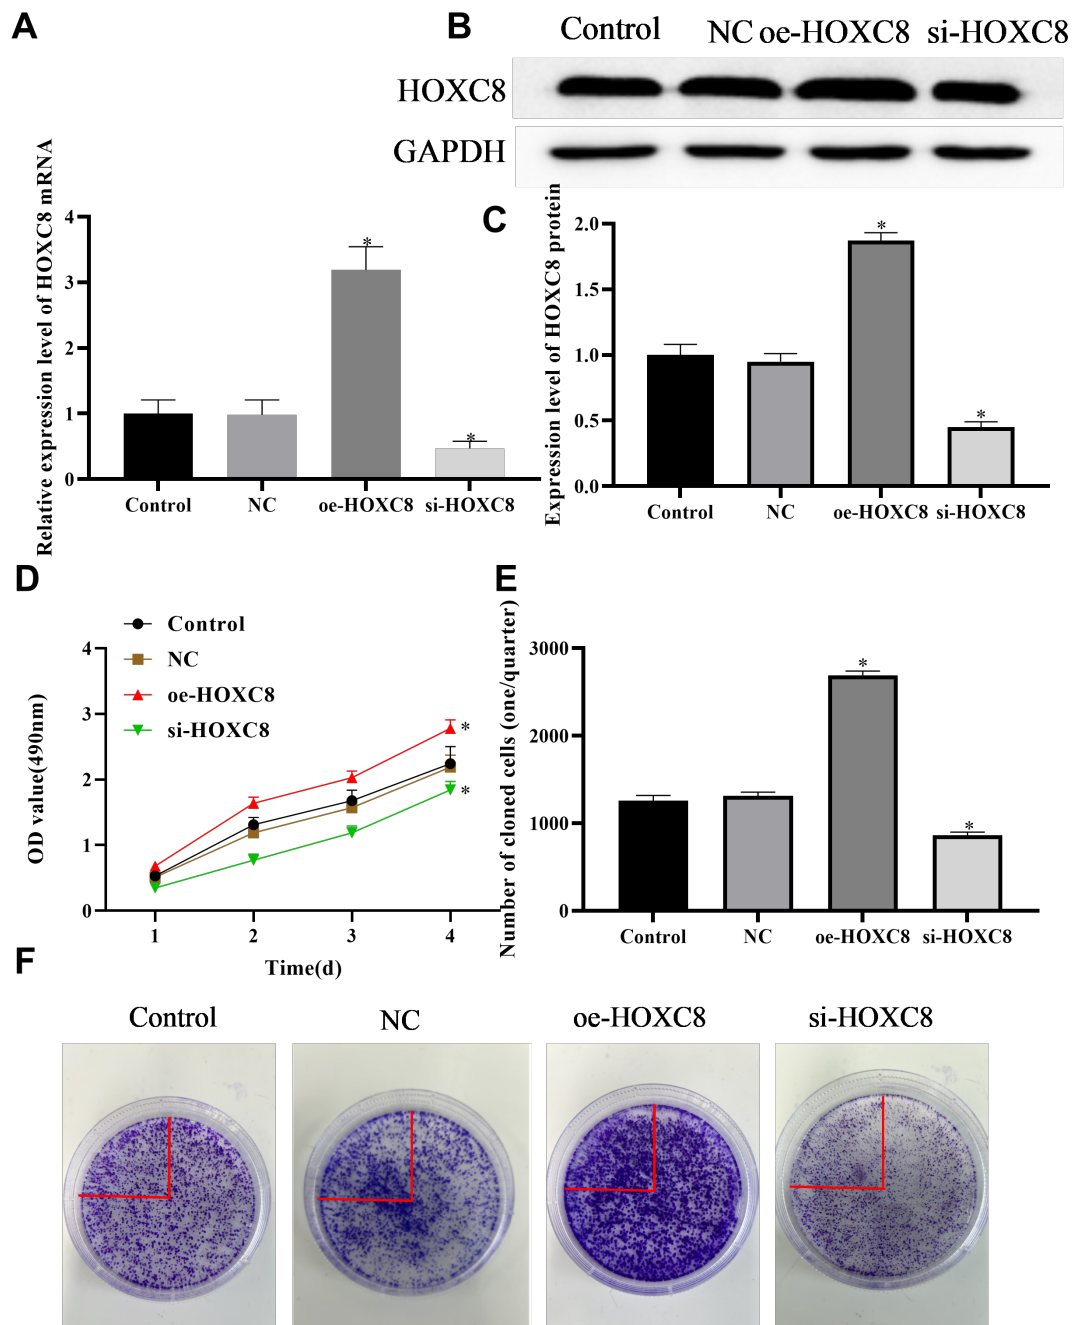 A
B
Control NC oe-HOXC8 si-HOXC8
HOXC8
GAPDH
Relative expression level of HOXC8 mRNA
4
3
2
1
0
Control NC oe-HOXC8 si-HOXC8
*
*
C
Expression level of HOXC8 protein
2.0
1.5
1.0
0.5
0.0
Control NC oe-HOXC8 si-HOXC8
*
*
D
Control
NC
oe-HOXC8
si-HOXC8
OD value(490nm)
4
3
2
1
0
*
*
1 2 3 4
Time(d)
E
Number of cloned cells (one/quarter)
3000
2000
1000
0
*
*
Control NC oe-HOXC8 si-HOXC8
F
Control NC oe-HOXC8 si-HOXC8